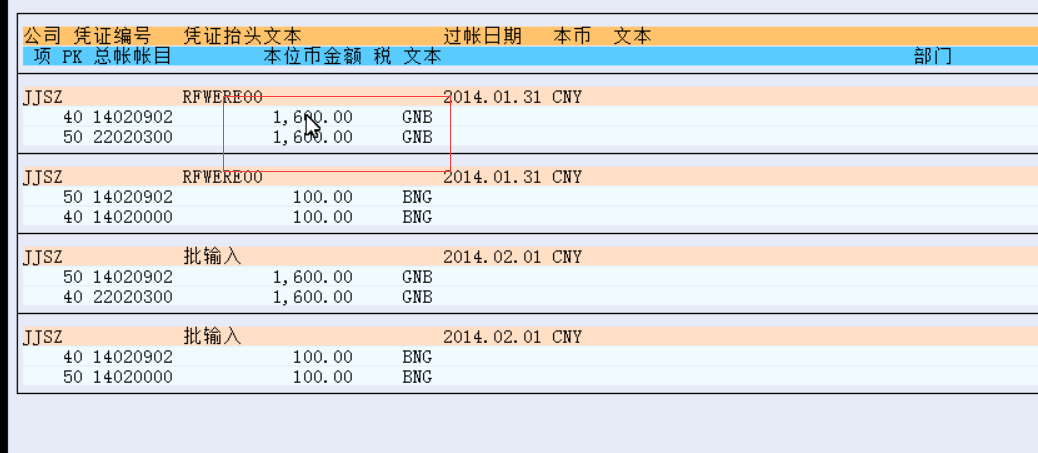 公司 凭证编号 凭证抬头文本 过帐日期 本币 文本
项 PK 总帐帐目 本位币金额 税 文本 部门
JJSZ RFWERE00 2014.01.31 CNY
40 14020902 1,600.00 GNB
50 22020300 1,600.00 GNB
JJSZ RFWERE00 2014.01.31 CNY
50 14020902 100.00 BNG
40 14020000 100.00 BNG
JJSZ 批输入 2014.02.01 CNY
50 14020902 1,600.00 GNB
40 22020300 1,600.00 GNB
JJSZ 批输入 2014.02.01 CNY
40 14020902 100.00 BNG
50 14020000 100.00 BNG